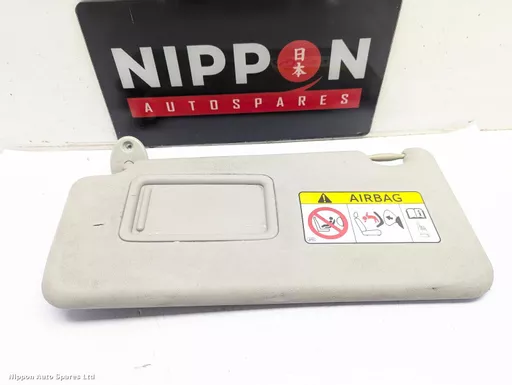 NIPPON
日本
AUTOSPARES
AIRBAG
Nippon Auto Spares Ltd